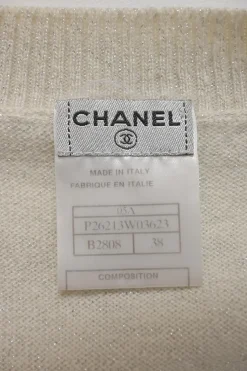 CHANEL
MADE IN ITALY
FABRIQUE EN ITALIE
05A
P26213W03623
B2808 38
COMPOSITION